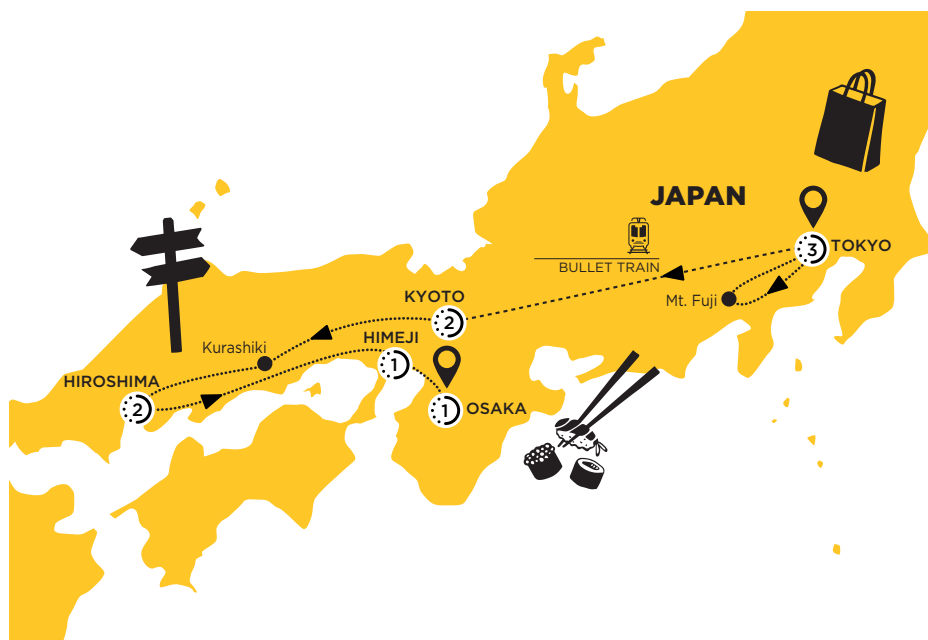 JAPAN
3
TOKYO
BULLET TRAIN
Mt. Fuji
KYOTO
2
HIMEJI
1
Kurashiki
HIROSHIMA
2
1
OSAKA